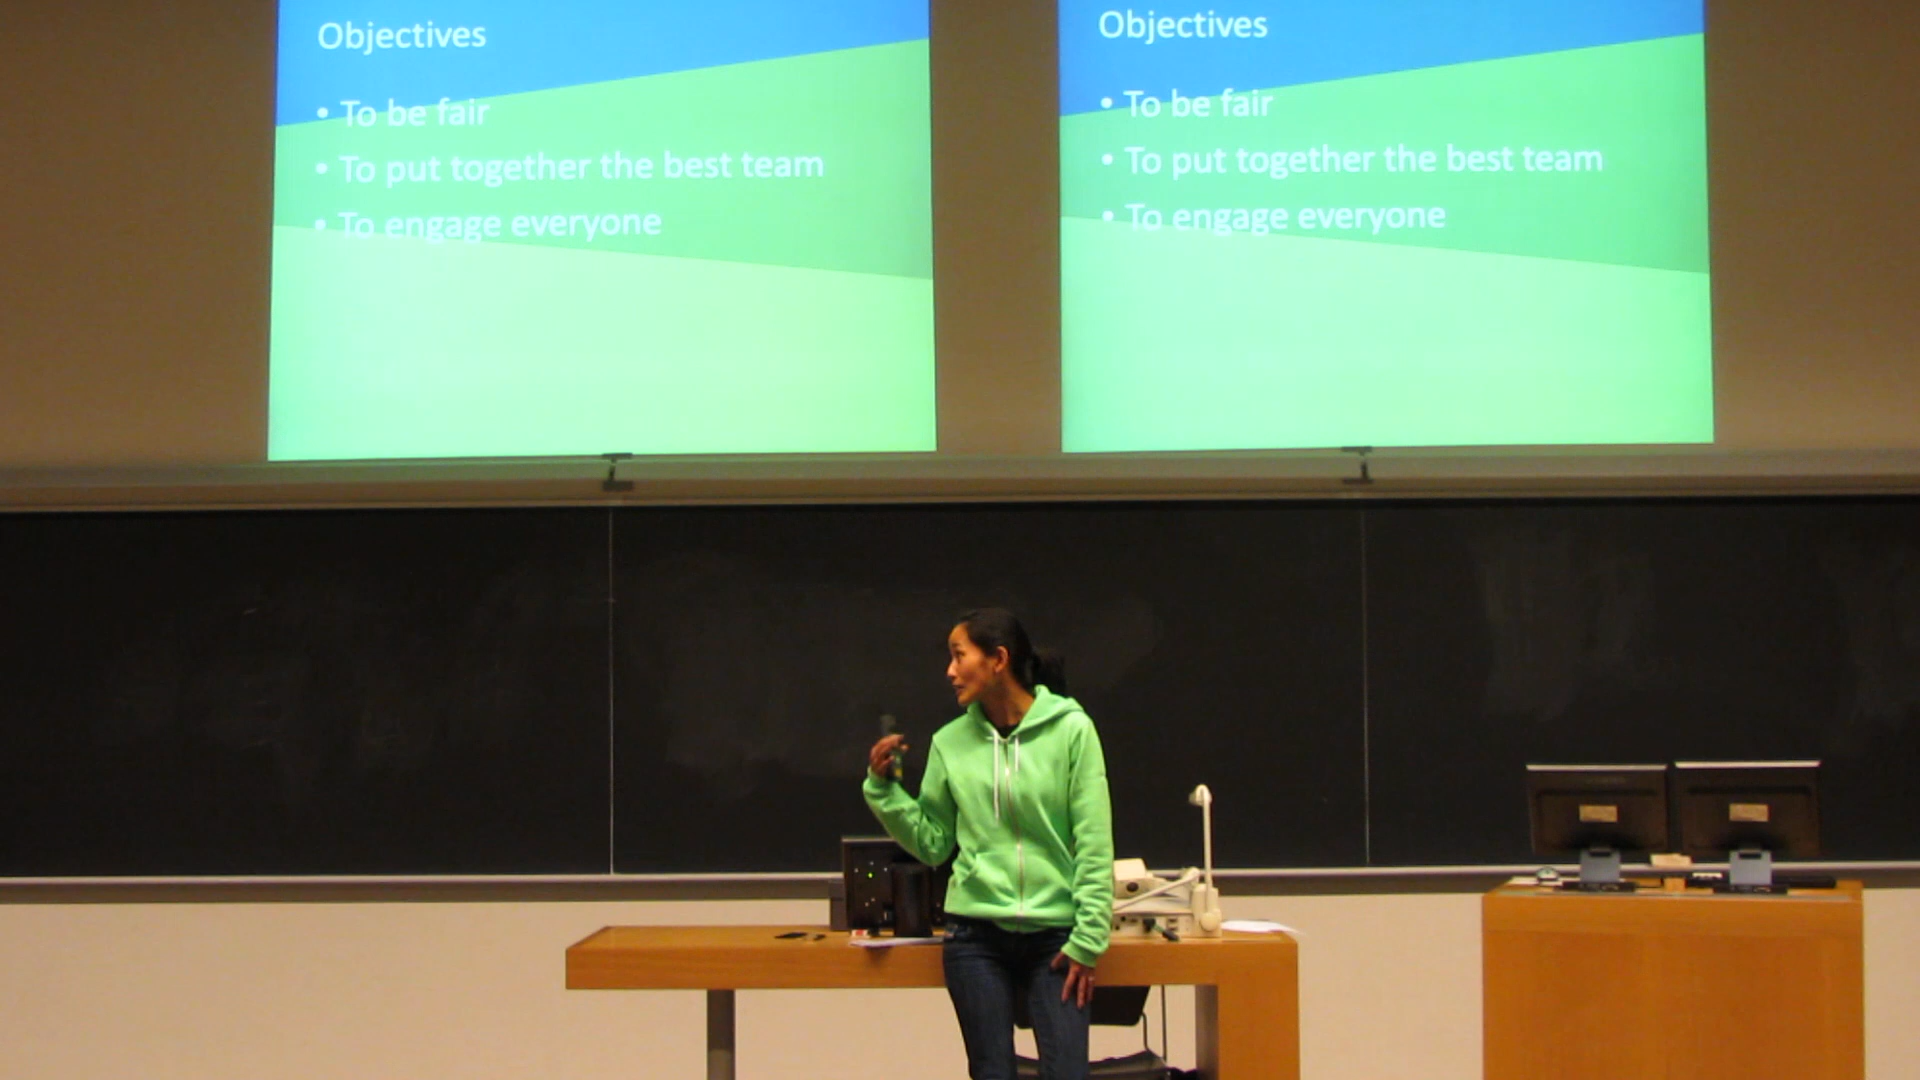 Objectives
• To be fair
• To put together the best team
• To engage everyone
Objectives
• To be fair
• To put together the best team
• To engage everyone